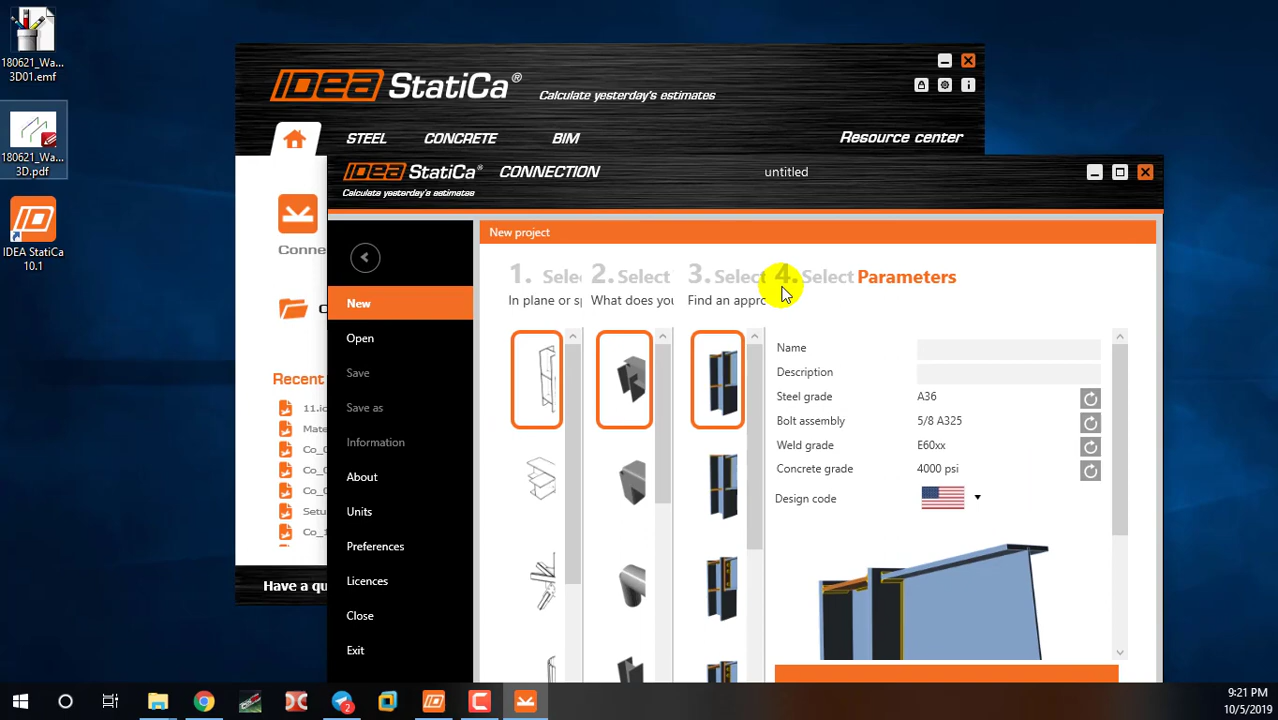 180621_Wa...
3D01.emf
180621_Wa...
3D.pdf
IDEA StatiCa
10.1
IDEA StatiCa®
Calculate yesterday's estimates
STEEL CONCRETE BIM Resource center
IDEA StatiCa® CONNECTION untitled
Calculate yesterday's estimates
Conne
Recent
11.ic
Mate
Co_0
Co_0
Co_0
Setu
Co_1
Have a qu
New
Open
Save
Save as
Information
About
Units
Preferences
Licences
Close
Exit
New project
1. Selec 2. Select 3. Select 4. Select Parameters
In plane or sp What does you Find an appro
Name
Description
Steel grade A36
Bolt assembly 5/8 A325
Weld grade E60xx
Concrete grade 4000 psi
Design code
2
9:21 PM
10/5/2019